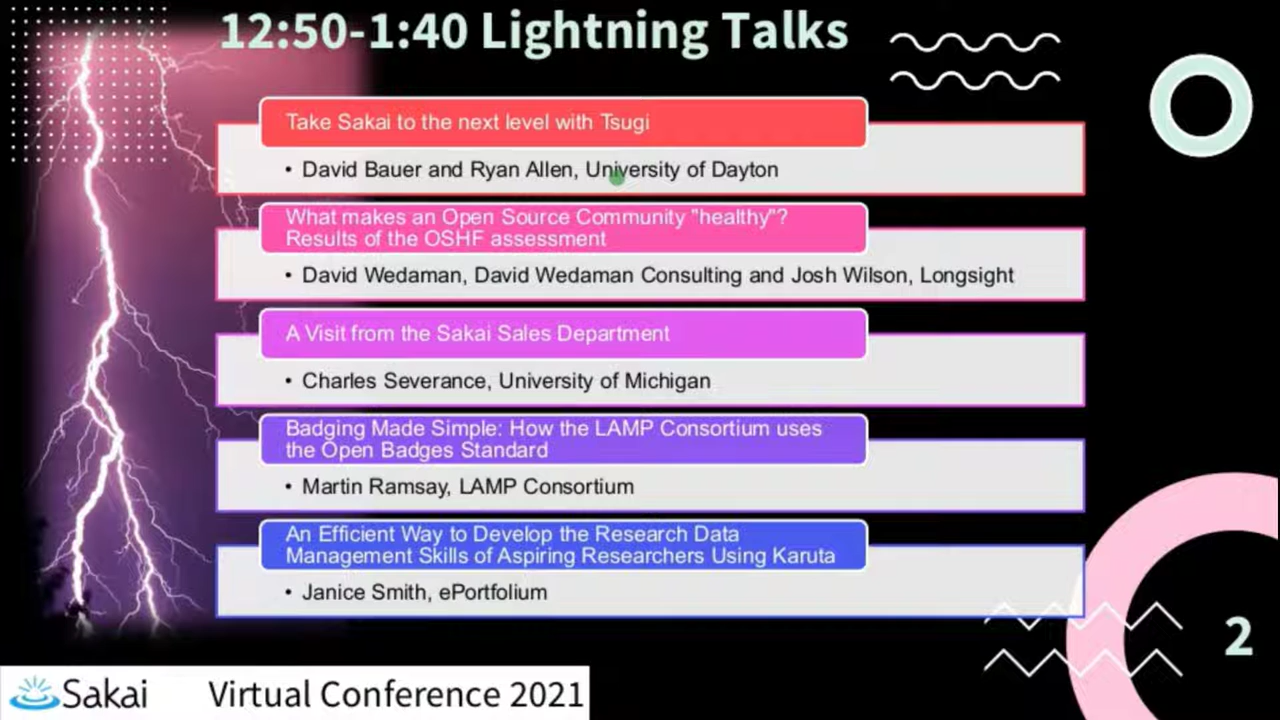 12:50-1:40 Lightning Talks
Take Sakai to the next level with Tsugi
• David Bauer and Ryan Allen, University of Dayton
What makes an Open Source Community "healthy"?
Results of the OSHF assessment
• David Wedaman, David Wedaman Consulting and Josh Wilson, Longsight
A Visit from the Sakai Sales Department
• Charles Severance, University of Michigan
Badging Made Simple: How the LAMP Consortium uses
the Open Badges Standard
• Martin Ramsay, LAMP Consortium
An Efficient Way to Develop the Research Data
Management Skills of Aspiring Researchers Using Karuta
• Janice Smith, ePortfolium
2
Sakai Virtual Conference 2021